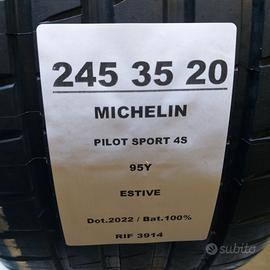 245 35 20
MICHELIN
PILOT SPORT 4S
95Y
ESTIVE
Dot.2022 / Bat.100%
RIF 3914
subito